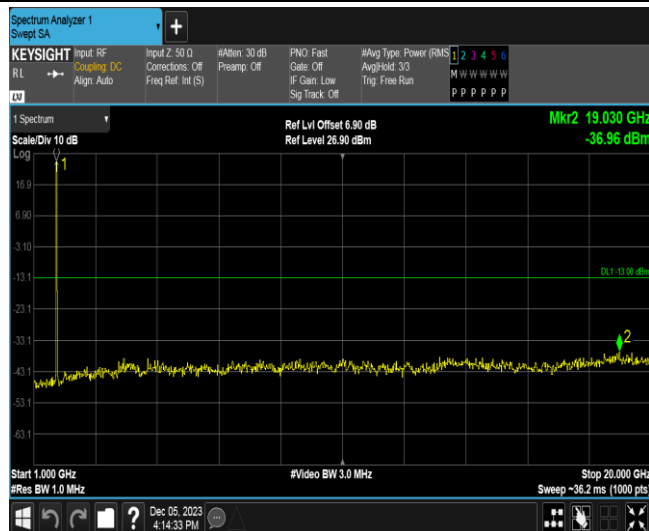 Spectrum Analyzer 1
Swept SA
+
KEYSIGHT
RL
LXI
Input: RF
Coupling: DC
Align: Auto
Input Z: 50 Ω
Corrections: Off
Freq Ref: Int (S)
#Atten: 30 dB
Preamp: Off
PNO: Fast
Gate: Off
IF Gain: Low
Sig Track: Off
#Avg Type: Power (RMS
Avg|Hold: 3/3
Trig: Free Run
1 2 3 4 5 6
M W W W W W
P P P P P P
1 Spectrum
Scale/Div 10 dB
Ref Lvl Offset 6.90 dB
Ref Level 26.90 dBm
Mkr2 19.030 GHz
-36.96 dBm
Log
1
16.9
6.90
-3.10
-13.1
DL1 -13.00 dBm
-23.1
-33.1
2
-43.1
-53.1
-63.1
Start 1.000 GHz
#Res BW 1.0 MHz
#Video BW 3.0 MHz
Stop 20.000 GHz
Sweep ~36.2 ms (1000 pts)
?
Dec 05, 2023
4:14:33 PM